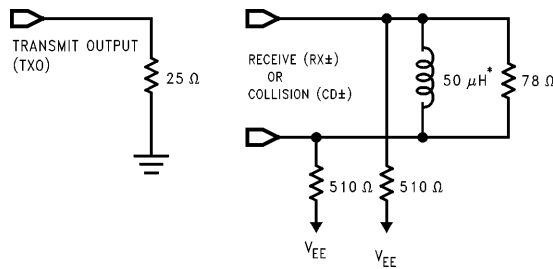 TRANSMIT OUTPUT
(TXO)
25 Ω
RECEIVE (RX±)
OR
COLLISION (CD±)
50 μH*
78 Ω
510 Ω
510 Ω
VEE
VEE